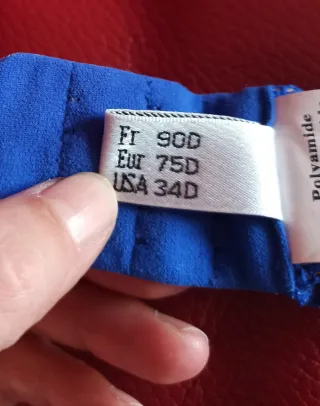 Fr 90D
Eur 75D
USA 34D
Polyamide